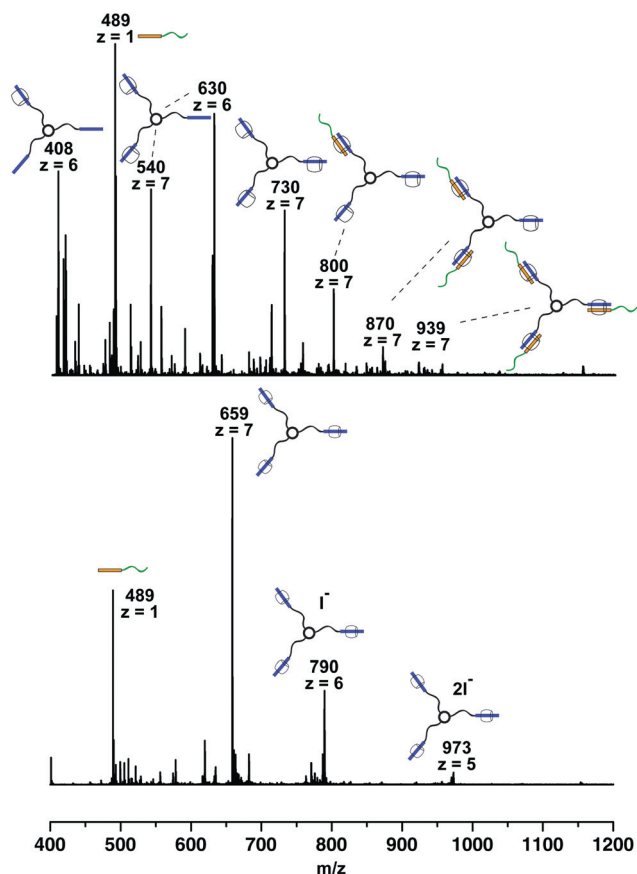 489
z = 1
630
z = 6
408
z = 6
540
z = 7
730
z = 7
800
z = 7
870
z = 7
939
z = 7
659
z = 7
489
z = 1
I-
790
z = 6
2I-
973
z = 5
400 500 600 700 800 900 1000 1100 1200
m/z